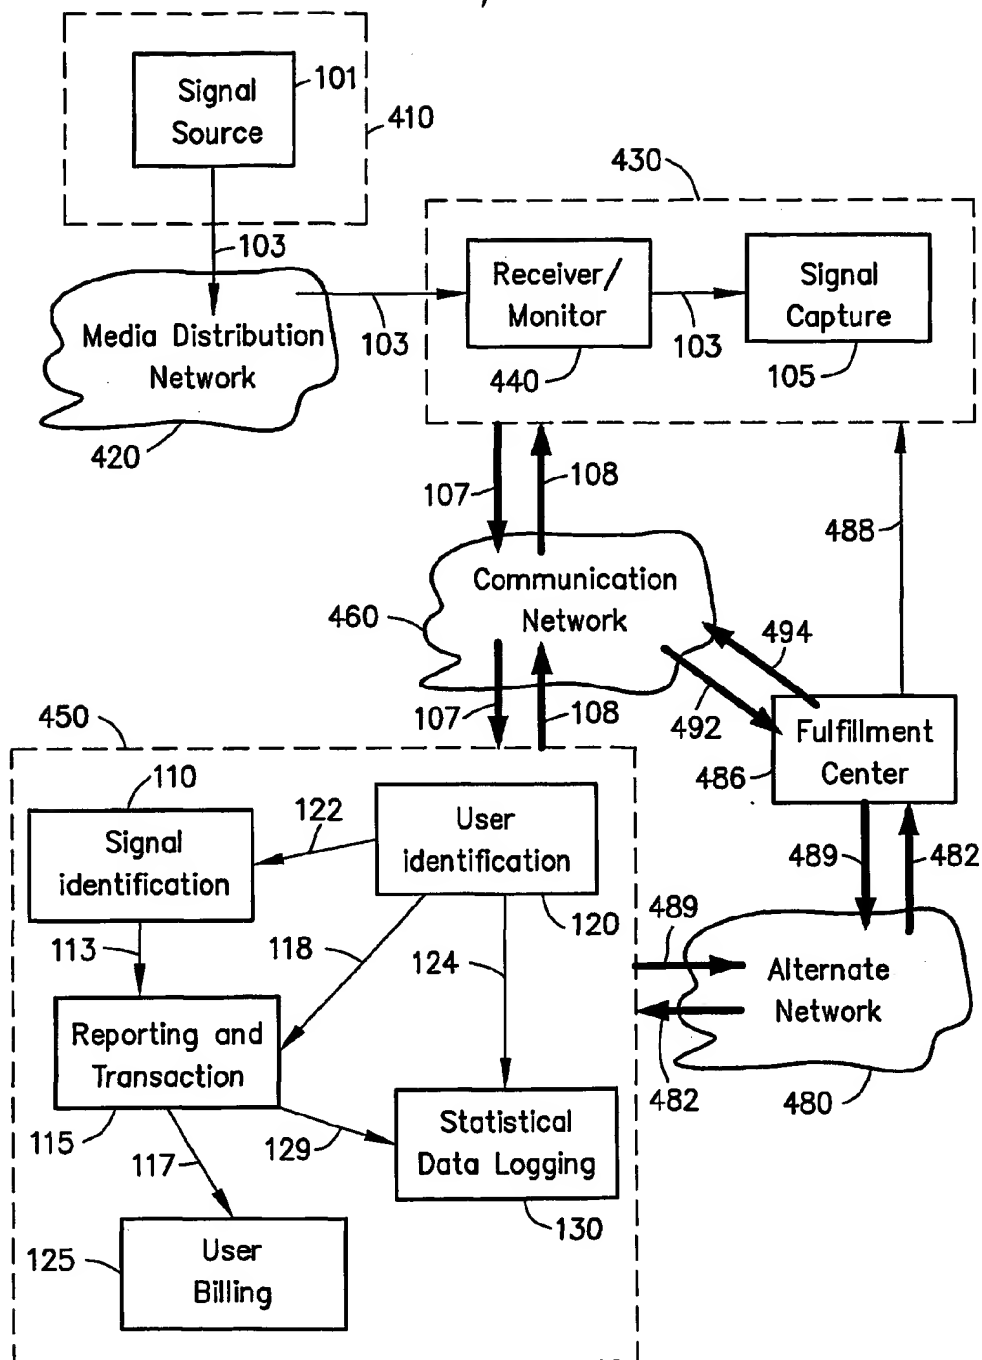 Signal
Source
101
410
103
Media Distribution
Network
420
103
430
Receiver/
Monitor
440
103
Signal
Capture
105
107
108
488
Communication
Network
460
494
492
107
108
Fulfillment
Center
486
450
110
Signal
identification
122
User
identification
120
489
482
113
118
124
489
Alternate
Network
482
480
Reporting and
Transaction
115
117
129
Statistical
Data Logging
130
125
User
Billing